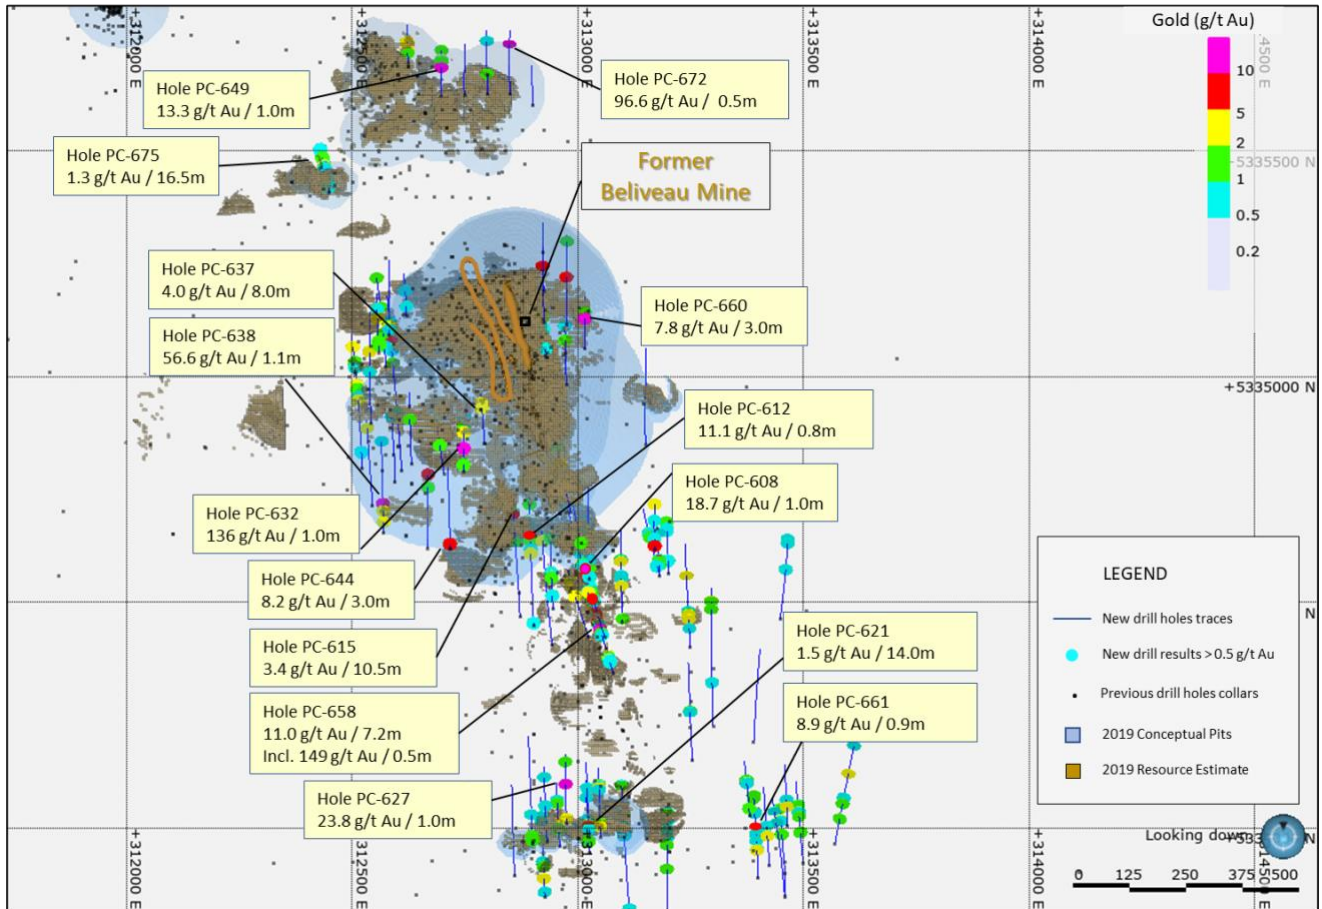 +312000 E
+312500 E
+313000 E
+313500 E
+314000 E
Gold (g/t Au)
10
5
2
1
0.5
0.2
Hole PC-649
13.3 g/t Au / 1.0m
Hole PC-672
96.6 g/t Au / 0.5m
Hole PC-675
1.3 g/t Au / 16.5m
Former
Beliveau Mine
+5335500 N
Hole PC-637
4.0 g/t Au / 8.0m
Hole PC-638
56.6 g/t Au / 1.1m
Hole PC-660
7.8 g/t Au / 3.0m
+5335000 N
Hole PC-612
11.1 g/t Au / 0.8m
Hole PC-608
18.7 g/t Au / 1.0m
Hole PC-632
136 g/t Au / 1.0m
Hole PC-644
8.2 g/t Au / 3.0m
Hole PC-615
3.4 g/t Au / 10.5m
Hole PC-621
1.5 g/t Au / 14.0m
Hole PC-658
11.0 g/t Au / 7.2m
Incl. 149 g/t Au / 0.5m
Hole PC-661
8.9 g/t Au / 0.9m
Hole PC-627
23.8 g/t Au / 1.0m
LEGEND
New drill holes traces
New drill results >0.5 g/t Au
Previous drill holes collars
2019 Conceptual Pits
2019 Resource Estimate
N
Looking down
0 125 250 375 500
+312000 E
+312500 E
+313000 E
+313500 E
+314000 E